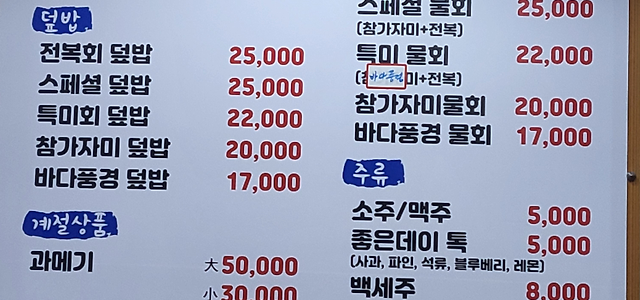 덮밥
전복회 덮밥 25,000
스페셜 덮밥 25,000
특미회 덮밥 22,000
참가자미 덮밥 20,000
바다풍경 덮밥 17,000
계절상품
과메기 大 50,000
小 30,000
스페셜 물회 25,000
(참가자미+전복)
특미 물회 22,000
바다풍경 미+전복)
참가자미물회 20,000
바다풍경 물회 17,000
주류
소주/맥주 5,000
좋은데이 톡 5,000
(사과, 파인, 석류, 블루베리, 레몬)
백세주 8,000